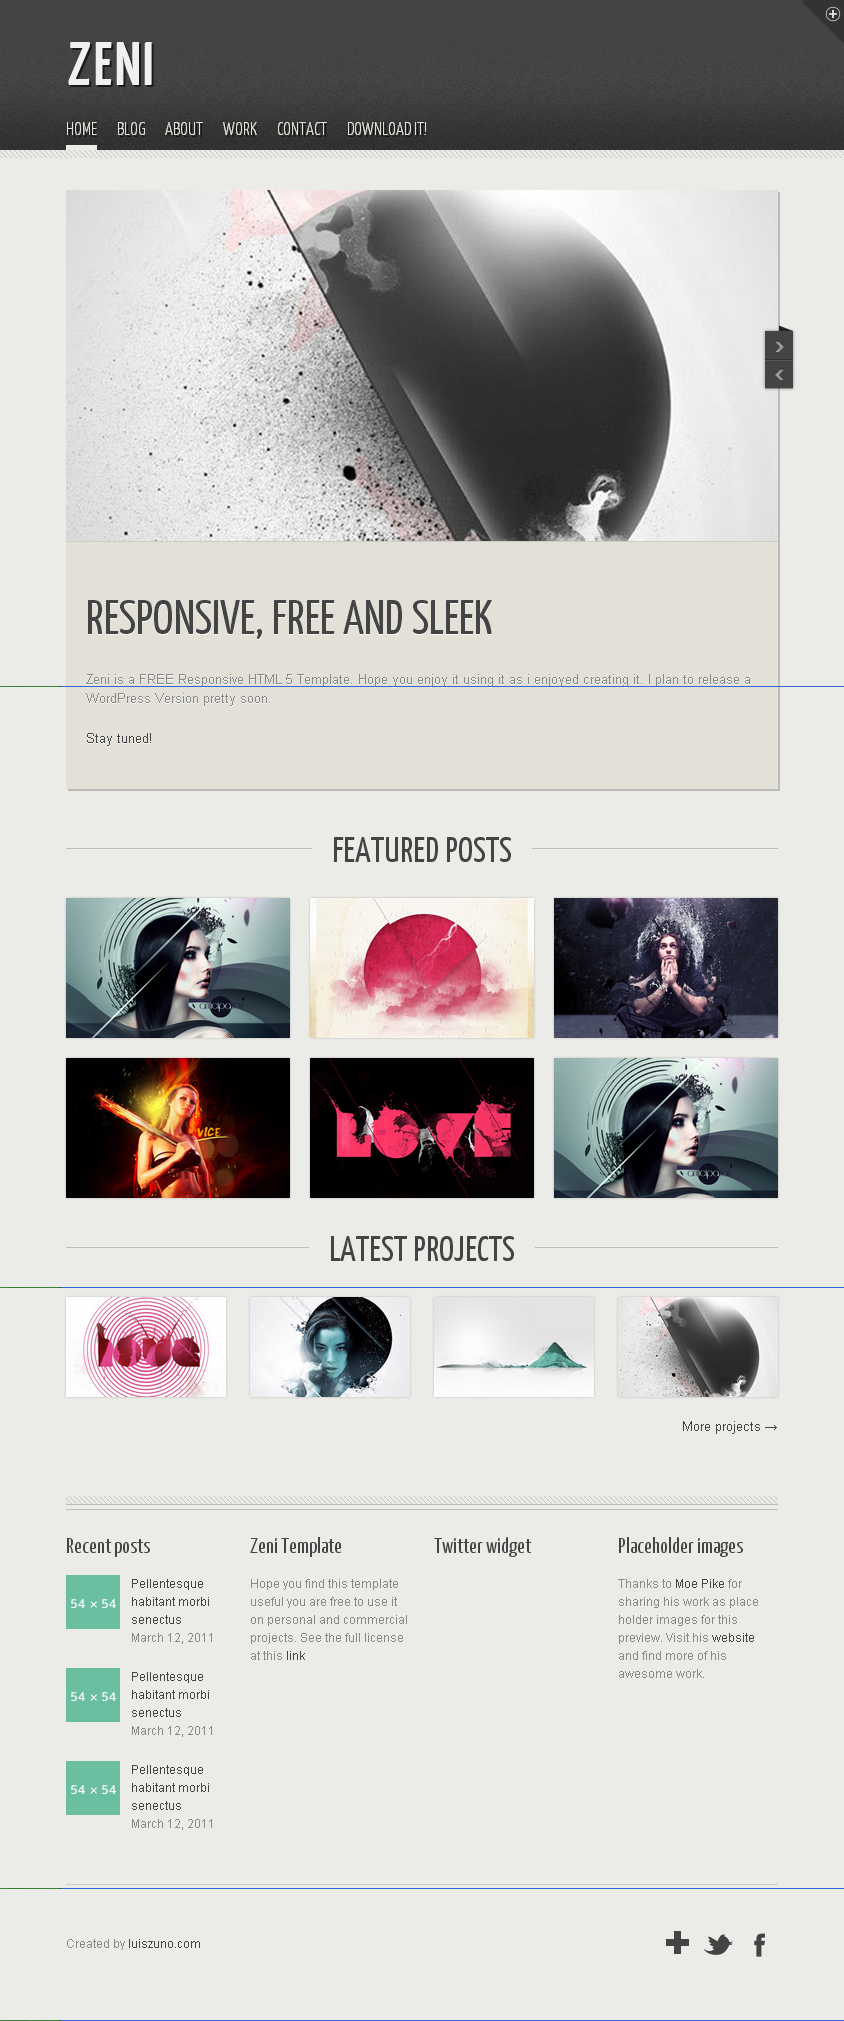 ZENI
HOME BLOG ABOUT WORK CONTACT DOWNLOAD IT!
RESPONSIVE, FREE AND SLEEK
Zeni is a FREE Responsive HTML 5 Template. Hope you enjoy it using it as i enjoyed creating it. I plan to release a
WordPress Version pretty soon.
Stay tuned!
FEATURED POSTS
VICE
LOVE
LATEST PROJECTS
love
More projects →
Recent posts
54 × 54
Pellentesque
habitant morbi
senectus
March 12, 2011
54 × 54
Pellentesque
habitant morbi
senectus
March 12, 2011
54 × 54
Pellentesque
habitant morbi
senectus
March 12, 2011
Zeni Template
Hope you find this template
useful you are free to use it
on personal and commercial
projects. See the full license
at this link
Twitter widget
Placeholder images
Thanks to Moe Pike for
sharing his work as place
holder images for this
preview. Visit his website
and find more of his
awesome work.
Created by luiszuno.com